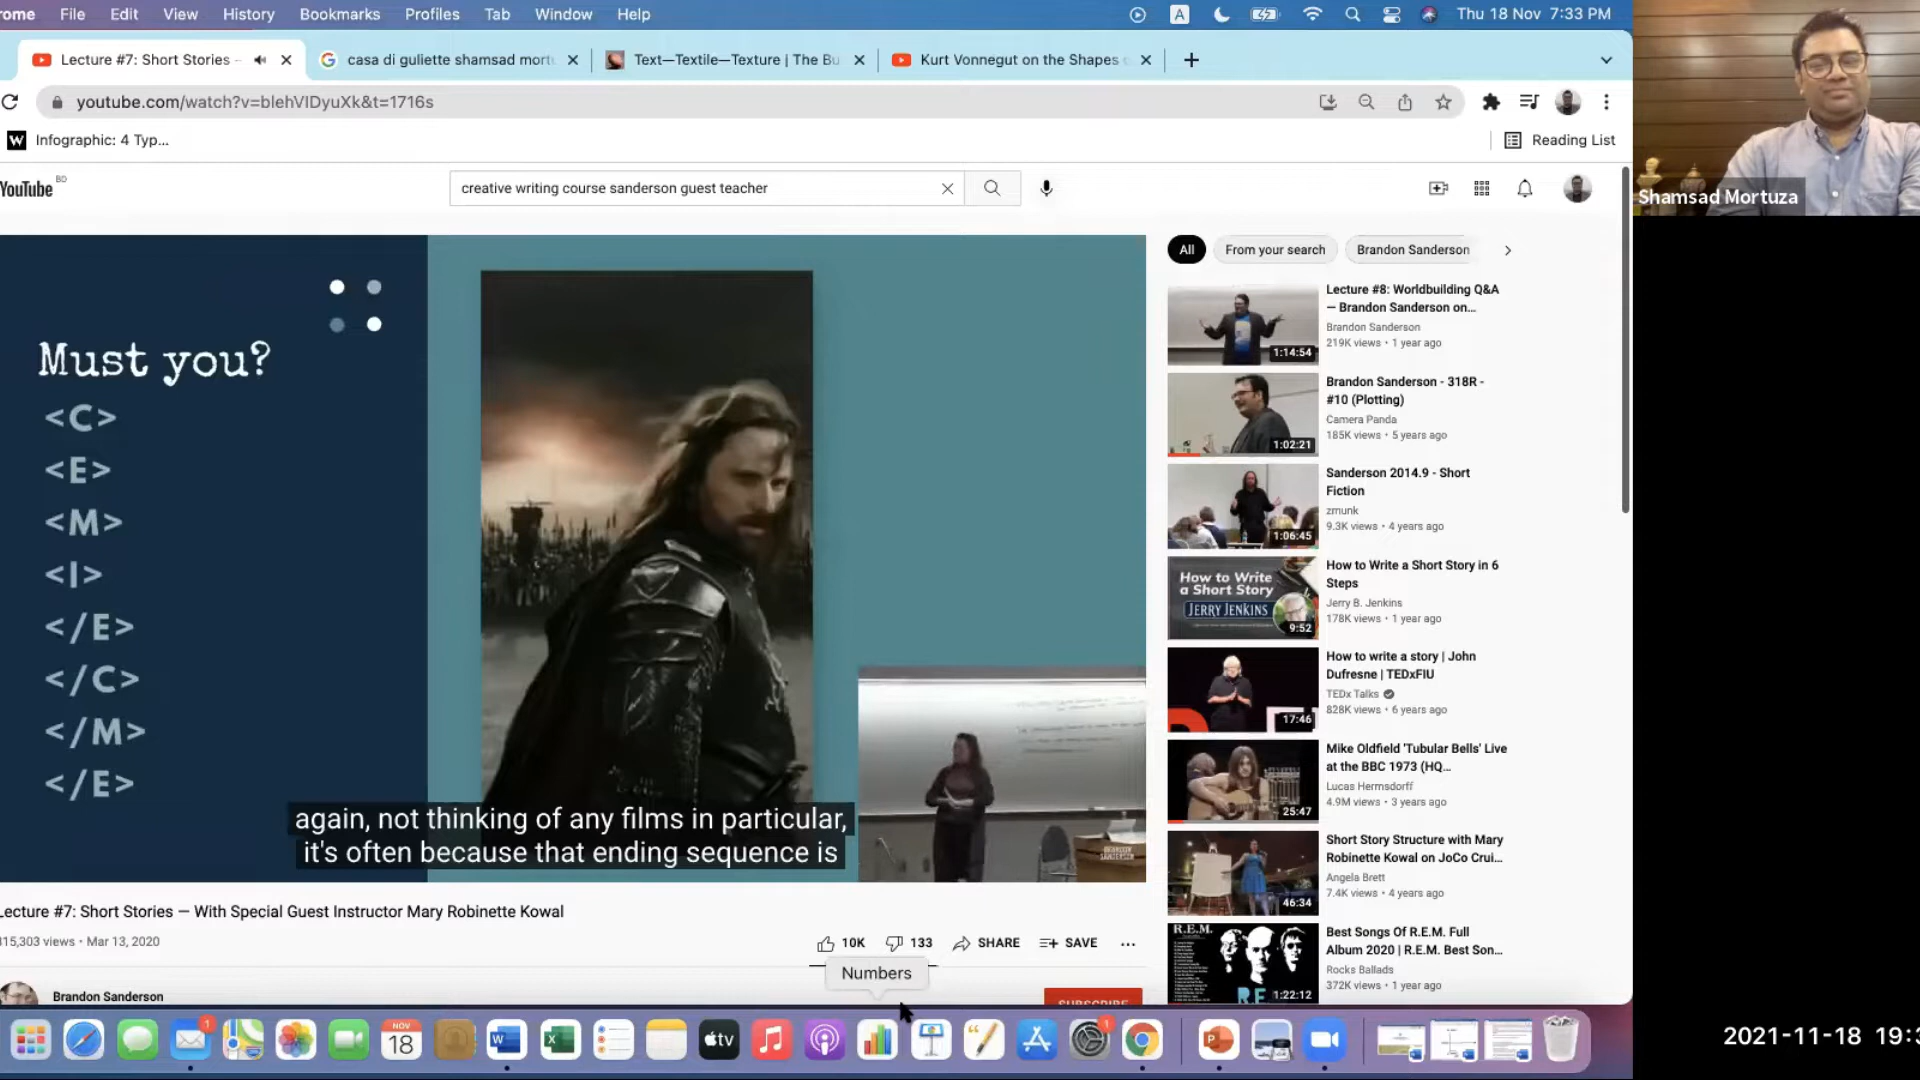 rome File Edit View History Bookmarks Profiles Tab Window Help A Thu 18 Nov 7:33 PM
Lecture #7: Short Stories - casa di guliette shamsad mort Text—Textile—Texture | The Bu Kurt Vonnegut on the Shapes
youtube.com/watch?v=blehVIDyuXk&t=1716s
W Infographic: 4 Typ... Reading List
YouTube BD
creative writing course sanderson guest teacher
Shamsad Mortuza
Must you?
<C>
<E>
<M>
<I>
</E>
</C>
</M>
</E>
again, not thinking of any films in particular,
it's often because that ending sequence is
BRANDON
SANDERSON
Lecture #7: Short Stories — With Special Guest Instructor Mary Robinette Kowal
315,303 views • Mar 13, 2020
10K 133 SHARE SAVE
Numbers
Brandon Sanderson
SUBSCRIBE
All From your search Brandon Sanderson
Lecture #8: Worldbuilding Q&A
— Brandon Sanderson on...
Brandon Sanderson
219K views • 1 year ago
1:14:54
Brandon Sanderson - 318R -
#10 (Plotting)
Camera Panda
185K views • 5 years ago
1:02:21
Sanderson 2014.9 - Short
Fiction
zmunk
9.3K views • 4 years ago
1:06:45
How to Write
a Short Story
JERRY JENKINS
9:52
How to Write a Short Story in 6
Steps
Jerry B. Jenkins
178K views • 1 year ago
How to write a story | John
Dufresne | TEDxFIU
TEDx Talks
828K views • 6 years ago
17:46
Mike Oldfield 'Tubular Bells' Live
at the BBC 1973 (HQ...
Lucas Hermsdorff
4.9M views • 3 years ago
25:47
Short Story Structure with Mary
Robinette Kowal on JoCo Crui...
Angela Brett
7.4K views • 4 years ago
46:34
R.E.M.
RE
1:22:12
Best Songs Of R.E.M. Full
Album 2020 | R.E.M. Best Son...
Rocks Ballads
372K views • 1 year ago
1 NOV 18 W X tv 1 P
2021-11-18 19:3